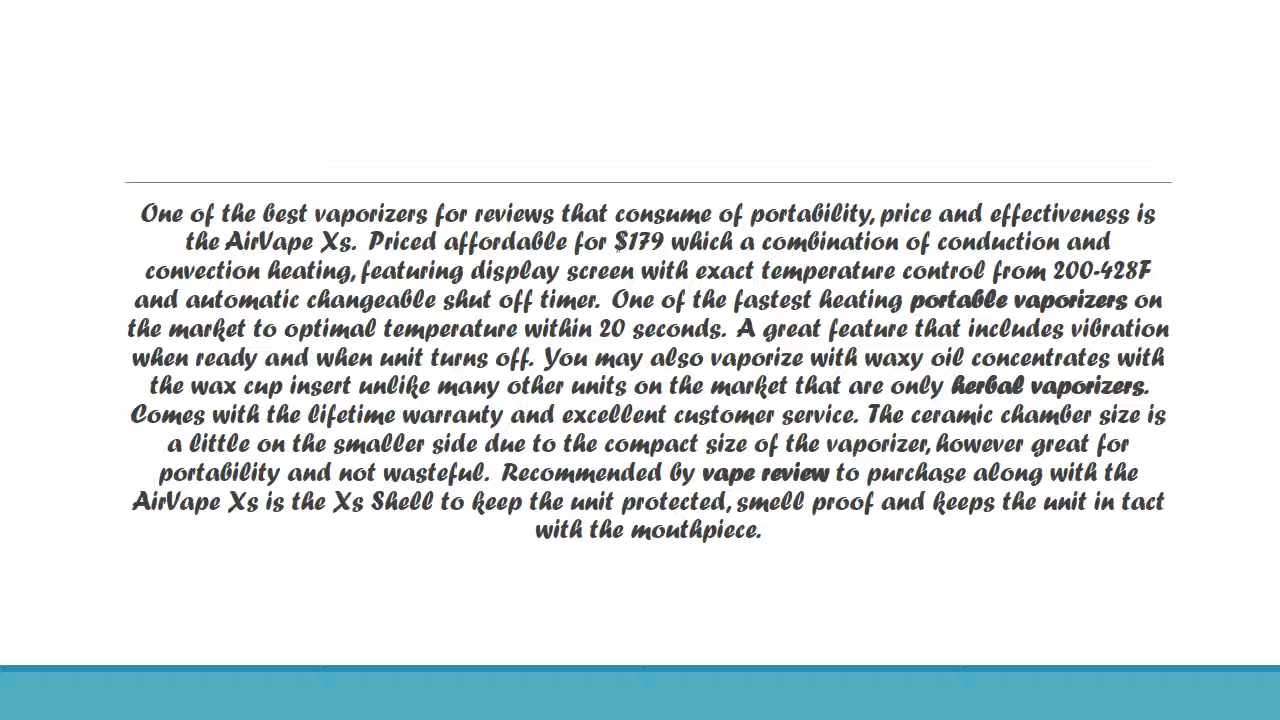 One of the best vaporizers for reviews that consume of portability, price and effectiveness is
the AirVape Xs.  Priced affordable for $179 which a combination of conduction and
convection heating, featuring display screen with exact temperature control from 200-428F
and automatic changeable shut off timer.  One of the fastest heating portable vaporizers on
the market to optimal temperature within 20 seconds.  A great feature that includes vibration
when ready and when unit turns off.  You may also vaporize with waxy oil concentrates with
the wax cup insert unlike many other units on the market that are only herbal vaporizers.
Comes with the lifetime warranty and excellent customer service.  The ceramic chamber size is
a little on the smaller side due to the compact size of the vaporizer, however great for
portability and not wasteful.  Recommended by vape review to purchase along with the
AirVape Xs is the Xs Shell to keep the unit protected, smell proof and keeps the unit in tact
with the mouthpiece.